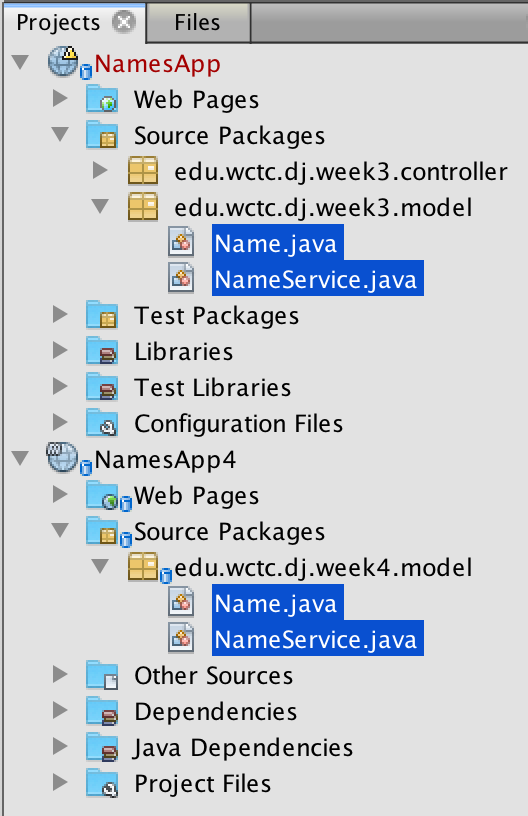 Projects Files
NamesApp
Web Pages
Source Packages
edu.wctc.dj.week3.controller
edu.wctc.dj.week3.model
Name.java
NameService.java
Test Packages
Libraries
Test Libraries
Configuration Files
NamesApp4
Web Pages
Source Packages
edu.wctc.dj.week4.model
Name.java
NameService.java
Other Sources
Dependencies
Java Dependencies
Project Files